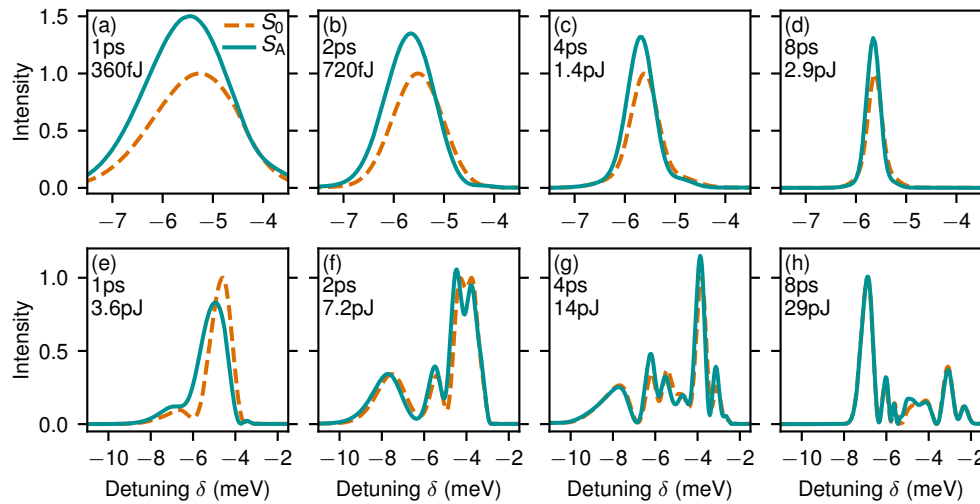 (a) S₀
1ps S_A
360fJ
(b)
2ps
720fJ
(c)
4ps
1.4pJ
(d)
8ps
2.9pJ
Intensity
1.5
1.0
0.5
0.0
−7 −6 −5 −4
−7 −6 −5 −4
−7 −6 −5 −4
−7 −6 −5 −4
(e)
1ps
3.6pJ
(f)
2ps
7.2pJ
(g)
4ps
14pJ
(h)
8ps
29pJ
Intensity
1.0
0.5
0.0
−10 −8 −6 −4 −2
−10 −8 −6 −4 −2
−10 −8 −6 −4 −2
−10 −8 −6 −4 −2
Detuning δ (meV)
Detuning δ (meV)
Detuning δ (meV)
Detuning δ (meV)